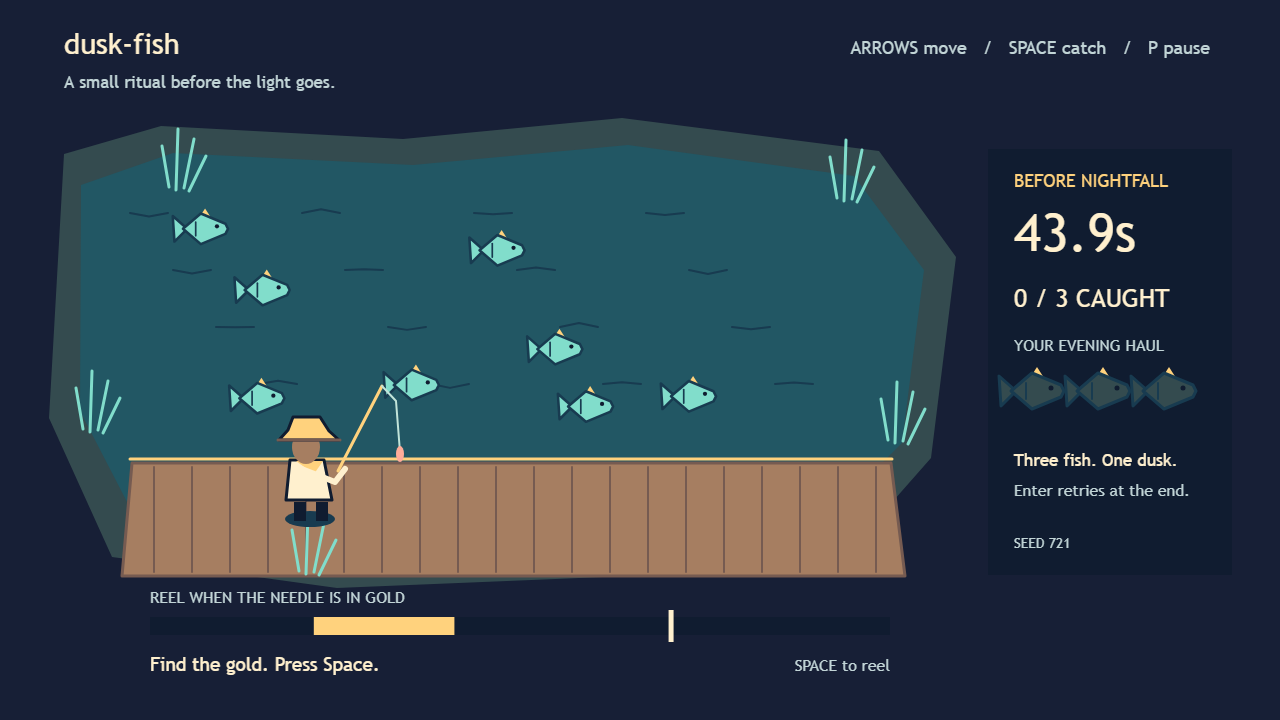 dusk-fish
A small ritual before the light goes.
ARROWS move / SPACE catch / P pause
BEFORE NIGHTFALL
43.9s
0 / 3 CAUGHT
YOUR EVENING HAUL
Three fish. One dusk.
Enter retries at the end.
SEED 721
REEL WHEN THE NEEDLE IS IN GOLD
Find the gold. Press Space.
SPACE to reel